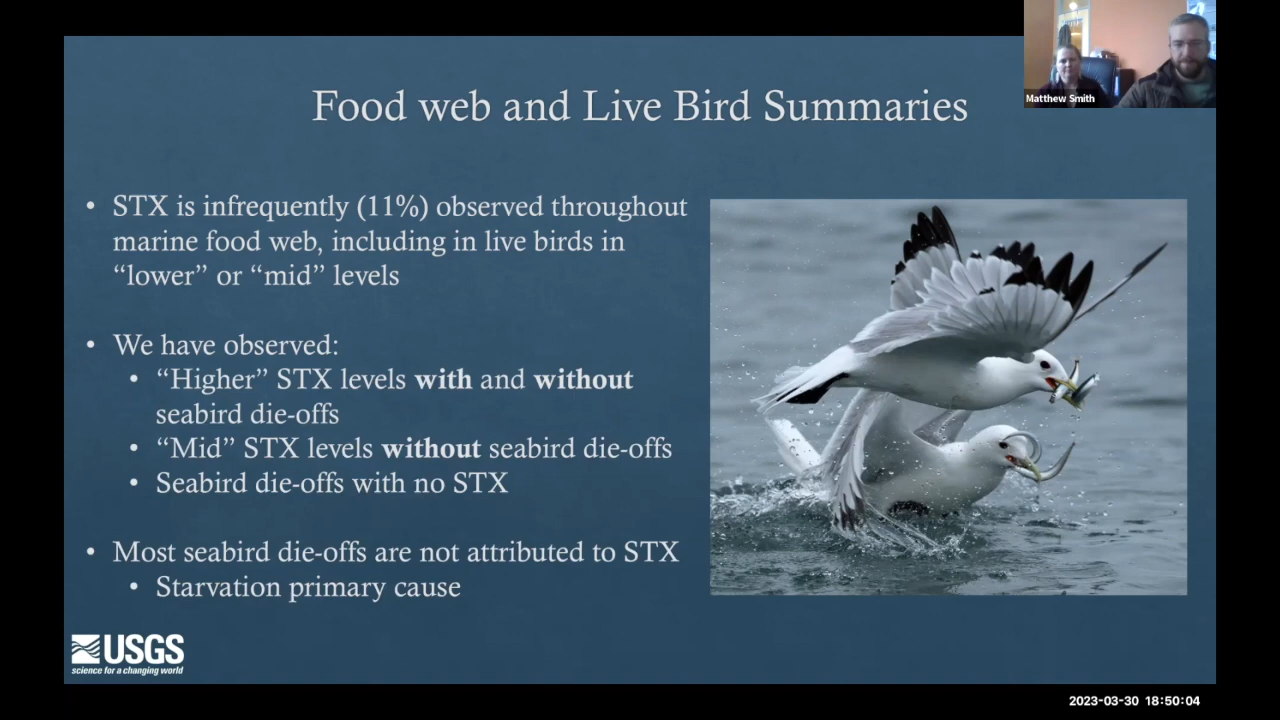 Matthew Smith
Food web and Live Bird Summaries
• STX is infrequently (11%) observed throughout
marine food web, including in live birds in
“lower” or “mid” levels
• We have observed:
• “Higher” STX levels with and without
seabird die-offs
• “Mid” STX levels without seabird die-offs
• Seabird die-offs with no STX
• Most seabird die-offs are not attributed to STX
• Starvation primary cause
USGS
science for a changing world
2023-03-30 18:50:04